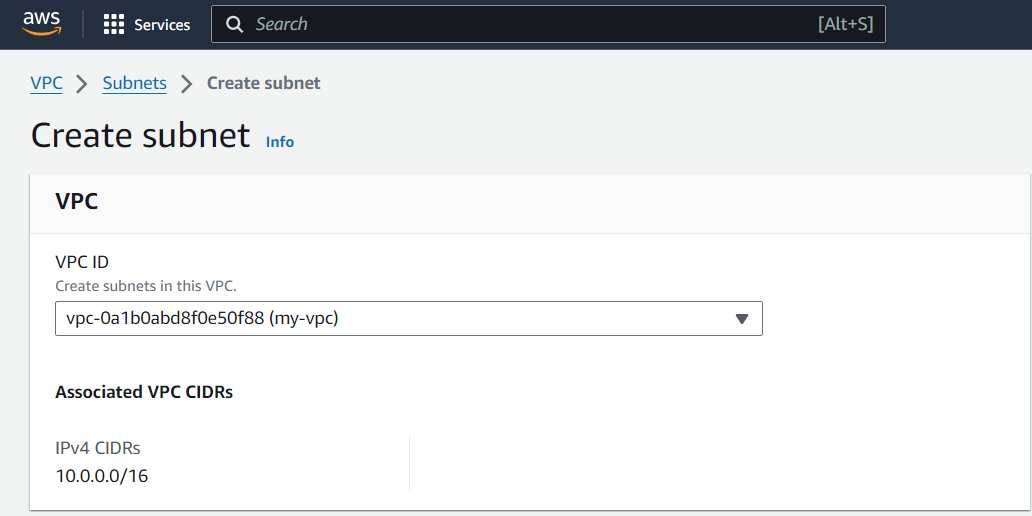 aws Services Search [Alt+S]
VPC Subnets Create subnet
Create subnet Info
VPC
VPC ID
Create subnets in this VPC.
vpc-0a1b0abd8f0e50f88 (my-vpc)
Associated VPC CIDRs
IPv4 CIDRs
10.0.0.0/16